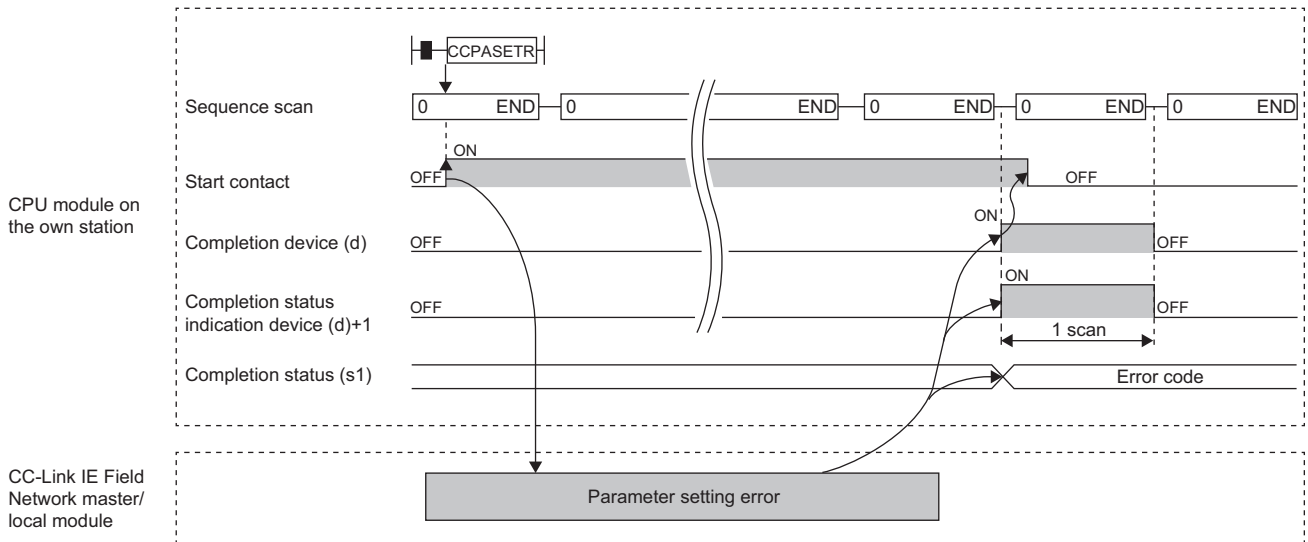 CCPASETR
Sequence scan
0 END 0 END 0 END 0 END 0 END
ON
Start contact
OFF
OFF
CPU module on
the own station
ON
Completion device (d)
OFF
OFF
ON
Completion status
indication device (d)+1
OFF
OFF
1 scan
Completion status (s1)
Error code
CC-Link IE Field
Network master/
local module
Parameter setting error